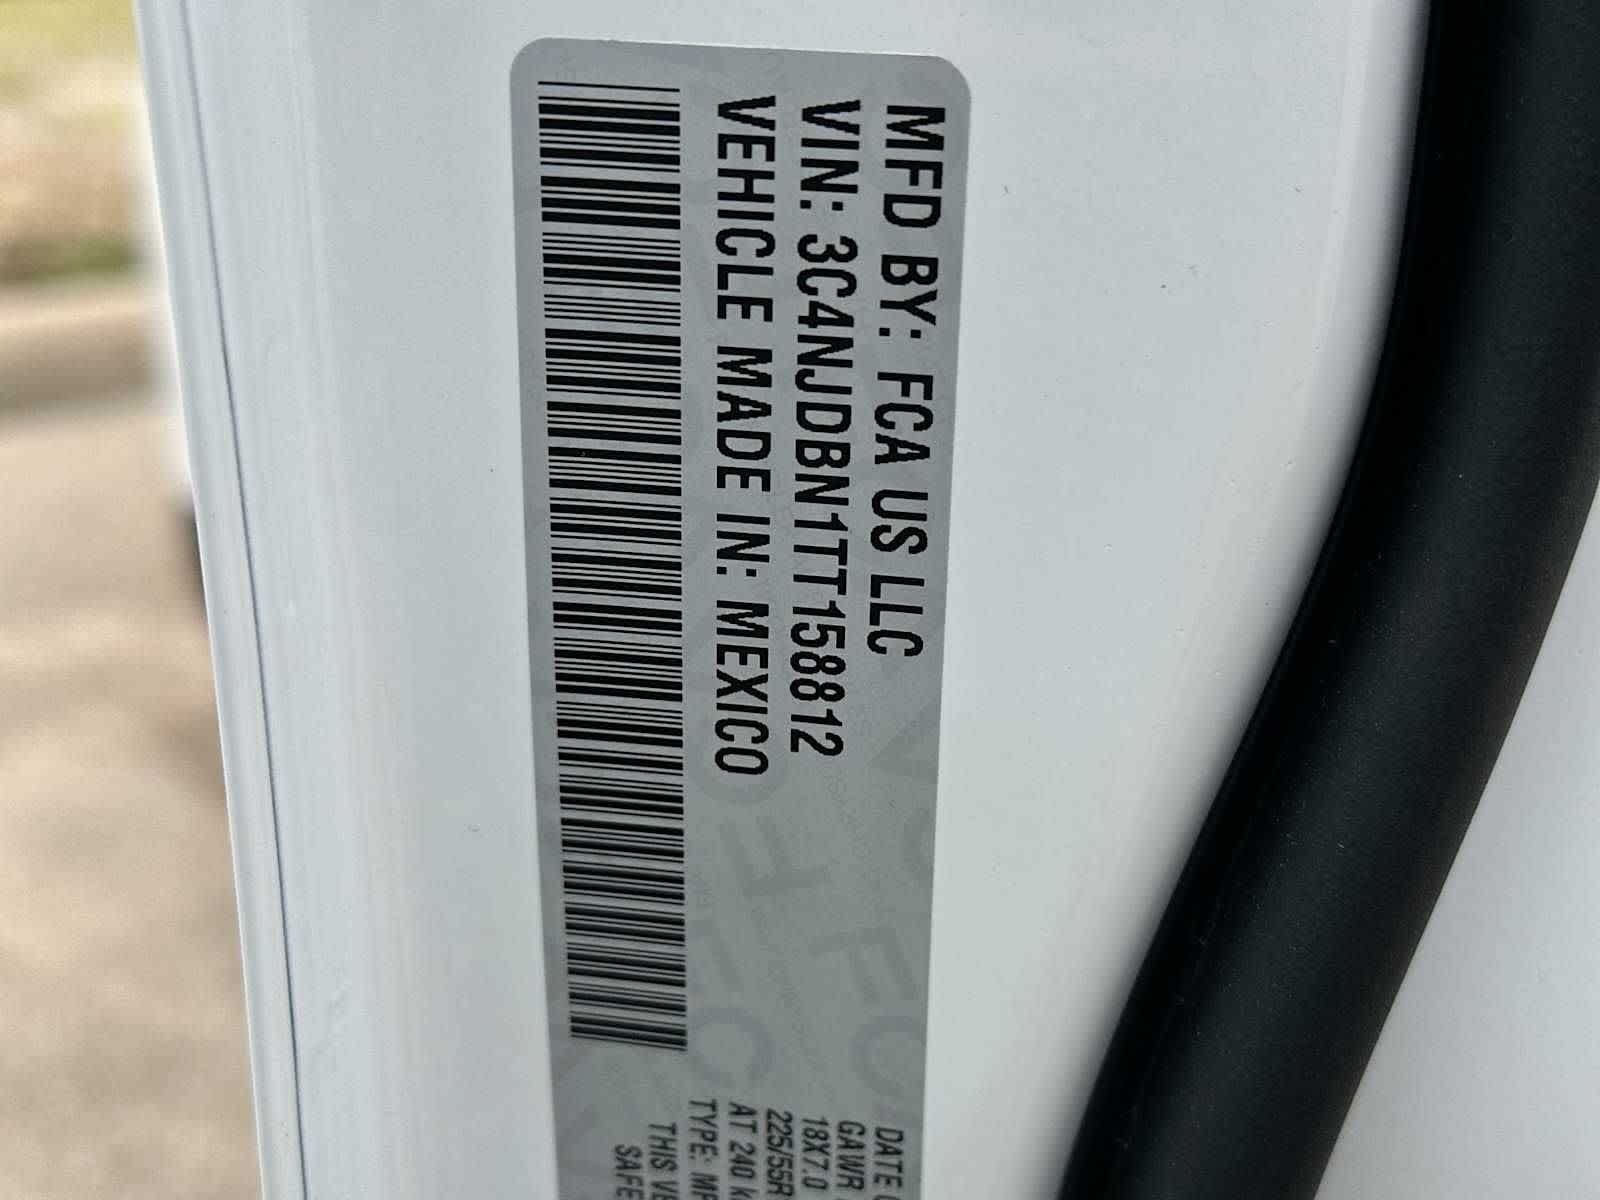 MFD BY: FCA US LLC
VIN: 3C4NJDBN1TT158812
VEHICLE MADE IN: MEXICO
DATE
GAWR
18X7.0
225/55R
AT 240
TYPE:
THIS